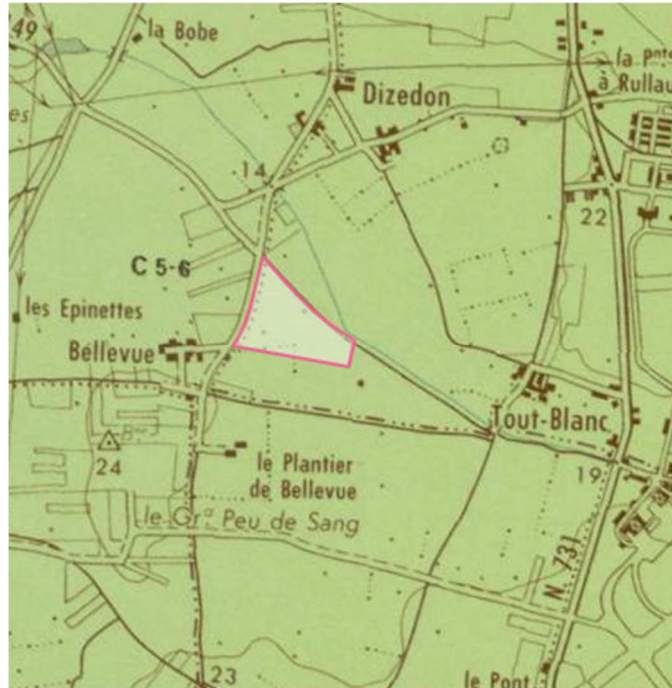 49
la Bobe
la Pte
à Rullau
Dizedon
es
14
22
C 5-6
les Epinettes
Bellevue
Tout-Blanc
24
le Plantier
de Bellevue
19
le Grd Peu de Sang
N 731
23
le Pont